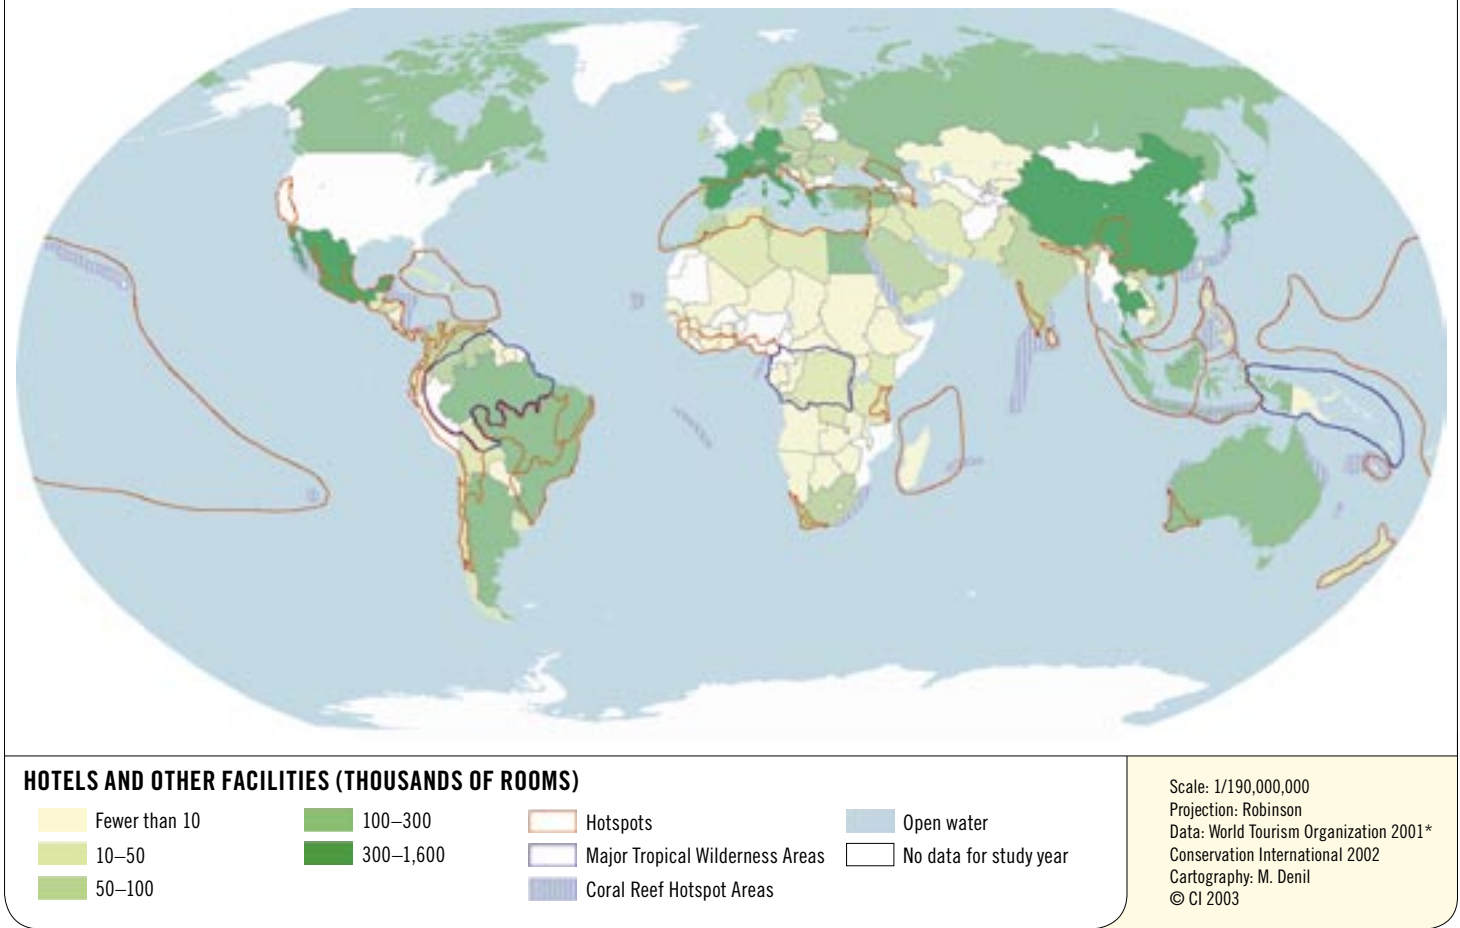 HOTELS AND OTHER FACILITIES (THOUSANDS OF ROOMS)
Fewer than 10
10–50
50–100
100–300
300–1,600
Hotspots
Major Tropical Wilderness Areas
Coral Reef Hotspot Areas
Open water
No data for study year
Scale: 1/190,000,000
Projection: Robinson
Data: World Tourism Organization 2001*
Conservation International 2002
Cartography: M. Denil
© CI 2003